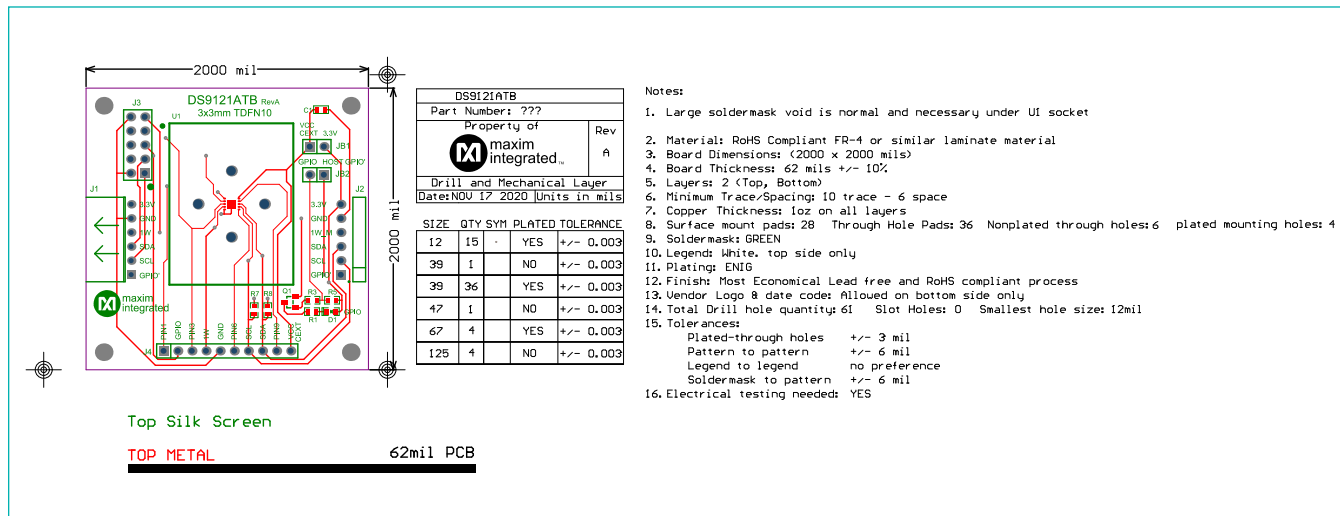 2000 mil
2000 mil
DS9121ATB RevA
3x3mm TDFN10
U1
J3
C1
VCC
CEXT 3.3V
JB1
GPIO HOST GPIO'
JB2
J1
J2
3.3V
GND
1W
SDA
SCL
GPIO'
3.3V
GND
1W_M
SDA
SCL
GPIO'
maxim
integrated
R7 R8
Q1
R3
R5
R1
D1
GPIO
J4
PIN1
GPIO
PIN3
1W
GND
PIN6
SCL
SDA
PIN9
VCC
CEXT
Top Silk Screen
TOP METAL
62mil PCB
DS9121ATB
Part Number: ???
Property of
maxim
integrated™
Rev
A
Drill and Mechanical Layer
Date:NOV 17 2020 Units in mils
SIZE QTY SYM PLATED TOLERANCE
12 15 · YES +/- 0.003
39 1 NO +/- 0.003
39 36 YES +/- 0.003
47 1 NO +/- 0.003
67 4 YES +/- 0.003
125 4 NO +/- 0.003
Notes:
1. Large soldermask void is normal and necessary under U1 socket
2. Material: RoHS Compliant FR-4 or similar laminate material
3. Board Dimensions: (2000 x 2000 mils)
4. Board Thickness: 62 mils +/- 10%
5. Layers: 2 (Top, Bottom)
6. Minimum Trace/Spacing: 10 trace - 6 space
7. Copper Thickness: 1oz on all layers
8. Surface mount pads: 28 Through Hole Pads: 36 Nonplated through holes: 6 plated mounting holes: 4
9. Soldermask: GREEN
10. Legend: White. top side only
11. Plating: ENIG
12. Finish: Most Economical Lead free and RoHS compliant process
13. Vendor Logo & date code: Allowed on bottom side only
14. Total Drill hole quantity: 61 Slot Holes: 0 Smallest hole size: 12mil
15. Tolerances:
Plated-through holes +/- 3 mil
Pattern to pattern +/- 6 mil
Legend to legend no preference
Soldermask to pattern +/- 6 mil
16. Electrical testing needed: YES